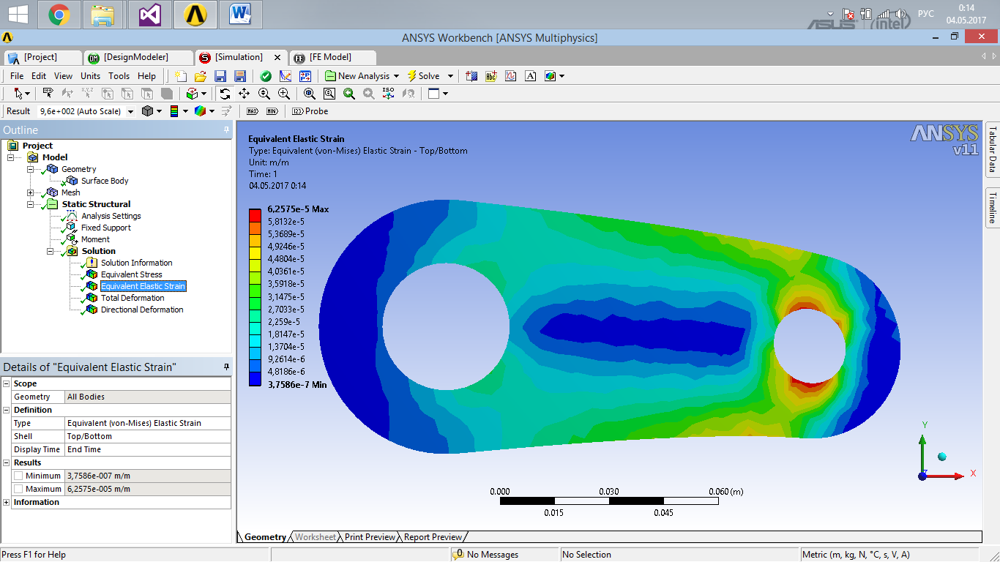 0:14
РУС
04.05.2017
ASUS
intel
ANSYS Workbench [ANSYS Multiphysics]
[Project]
DM [DesignModeler]
S [Simulation]
FE [FE Model]
File Edit View Units Tools Help
New Analysis
Solve
A
ISO
Result 9,6e+002 (Auto Scale)
MAX MIN 123 Probe
Outline
Project
Model
Geometry
Surface Body
Mesh
Static Structural
Analysis Settings
Fixed Support
Moment
Solution
Solution Information
Equivalent Stress
Equivalent Elastic Strain
Total Deformation
Directional Deformation
Details of "Equivalent Elastic Strain"
Scope
Geometry All Bodies
Definition
Type Equivalent (von-Mises) Elastic Strain
Shell Top/Bottom
Display Time End Time
Results
Minimum 3,7586e-007 m/m
Maximum 6,2575e-005 m/m
Information
Equivalent Elastic Strain
Type: Equivalent (von-Mises) Elastic Strain - Top/Bottom
Unit: m/m
Time: 1
04.05.2017 0:14
6,2575e-5 Max
5,8132e-5
5,3689e-5
4,9246e-5
4,4804e-5
4,0361e-5
3,5918e-5
3,1475e-5
2,7033e-5
2,259e-5
1,8147e-5
1,3704e-5
9,2614e-6
4,8186e-6
3,7586e-7 Min
ANSYS
v11
Tabular Data
Timeline
Y
X
Z
0.000 0.030 0.060 (m)
0.015 0.045
Geometry Worksheet Print Preview Report Preview
Press F1 for Help
0 No Messages
No Selection
Metric (m, kg, N, °C, s, V, A)